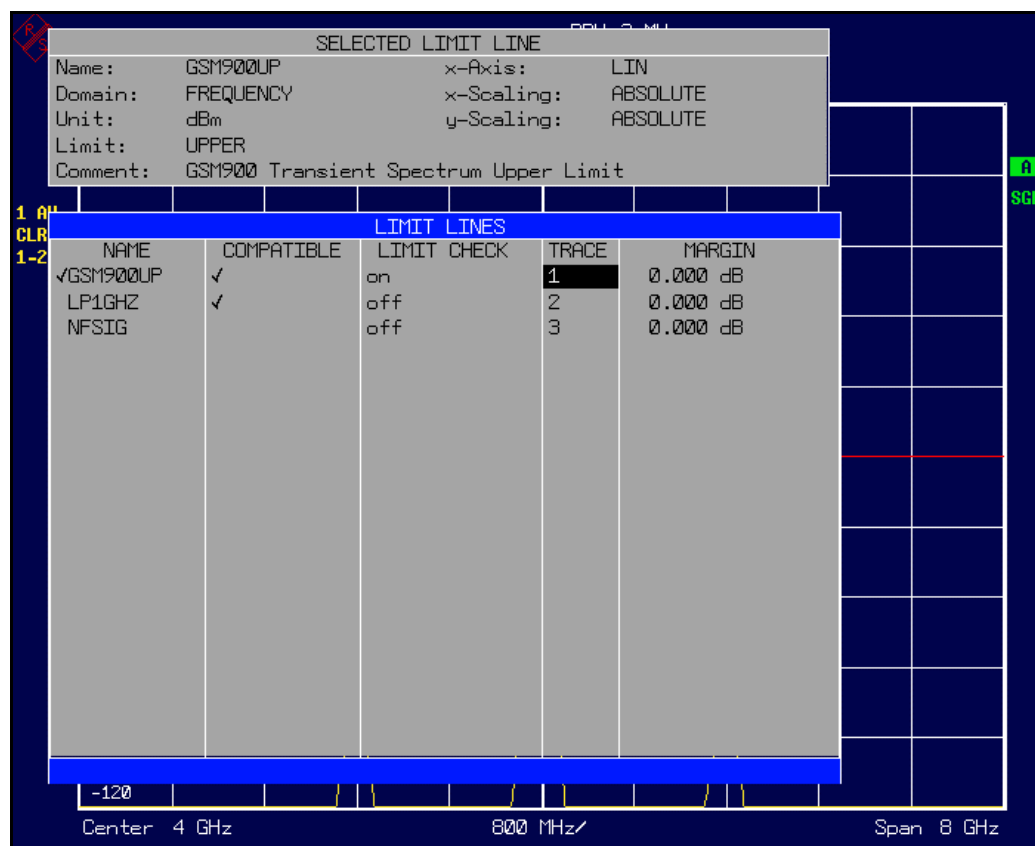 R
S
SELECTED LIMIT LINE
Name: GSM900UP x-Axis: LIN
Domain: FREQUENCY x-Scaling: ABSOLUTE
Unit: dBm y-Scaling: ABSOLUTE
Limit: UPPER
Comment: GSM900 Transient Spectrum Upper Limit
A
SGL
1 AV
CLR
1-2
LIMIT LINES
NAME COMPATIBLE LIMIT CHECK TRACE MARGIN
✓GSM900UP ✓ on 1 0.000 dB
LP1GHZ ✓ off 2 0.000 dB
NFSIG off 3 0.000 dB
-120
Center 4 GHz 800 MHz/ Span 8 GHz